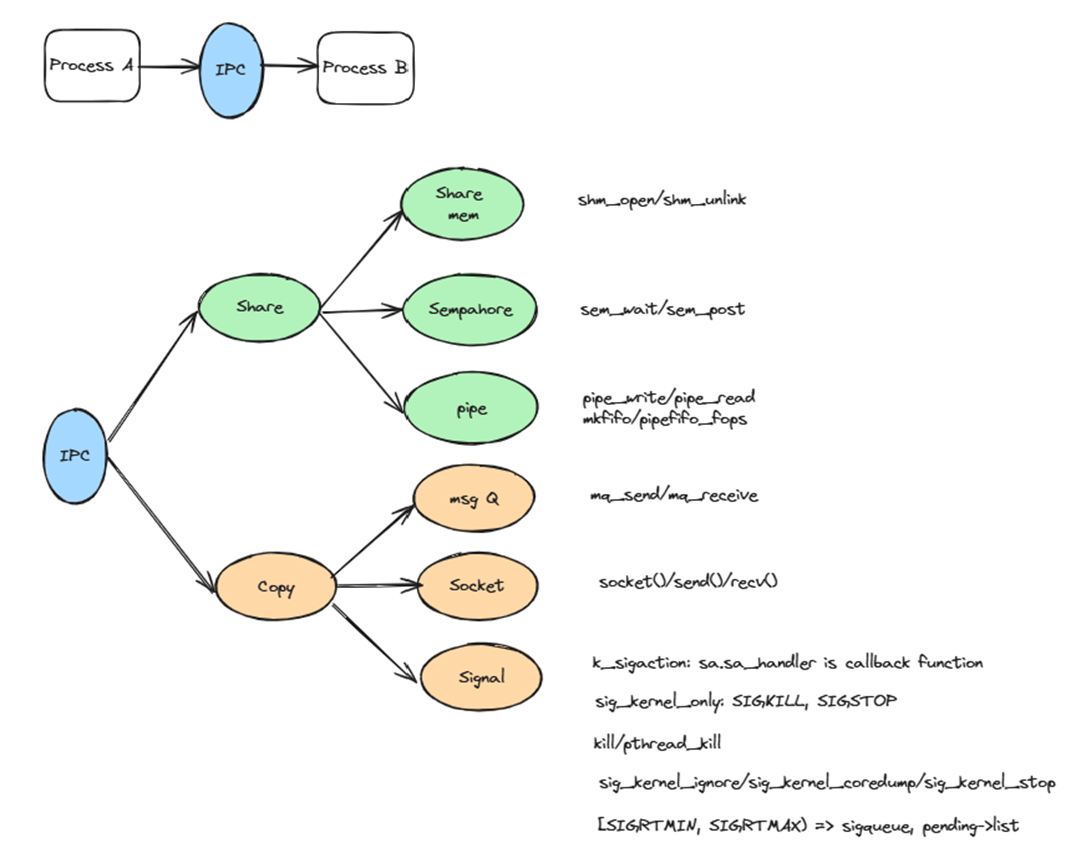 Process A
IPC
Process B
Share
mem
shm_open/shm_unlink
Share
Sempahore
sem_wait/sem_post
pipe
pipe_write/pipe_read
mkfifo/pipefifo_fops
IPC
msg Q
mq_send/mq_receive
Copy
Socket
socket()/send()/recv()
Signal
k_sigaction: sa.sa_handler is callback function
sig_kernel_only: SIGKILL, SIGSTOP
kill/pthread_kill
sig_kernel_ignore/sig_kernel_coredump/sig_kernel_stop
[SIGRTMIN, SIGRTMAX) => sigqueue, pending->list